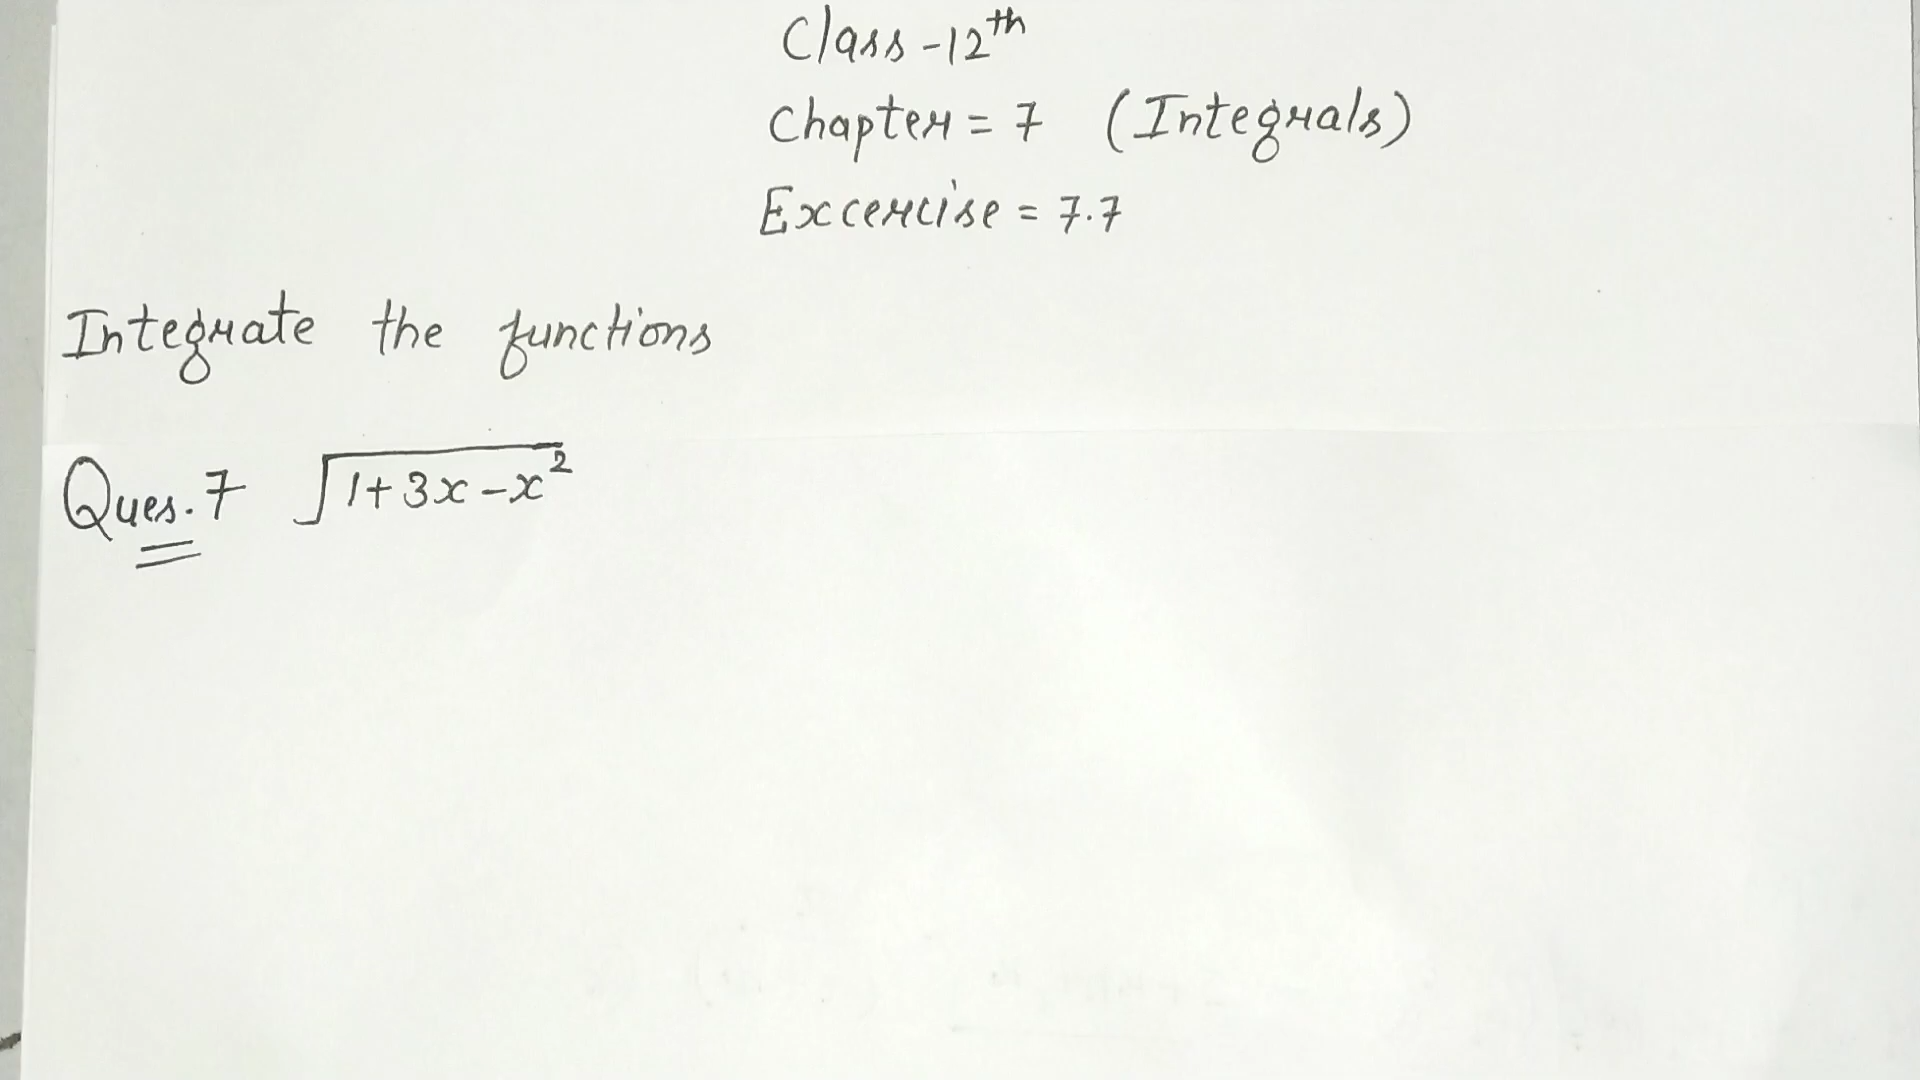 Class -12th
Chapter = 7 (Integrals)
Excercise = 7.7
Integrate the functions
Ques. 7 √(1+3x-x²)